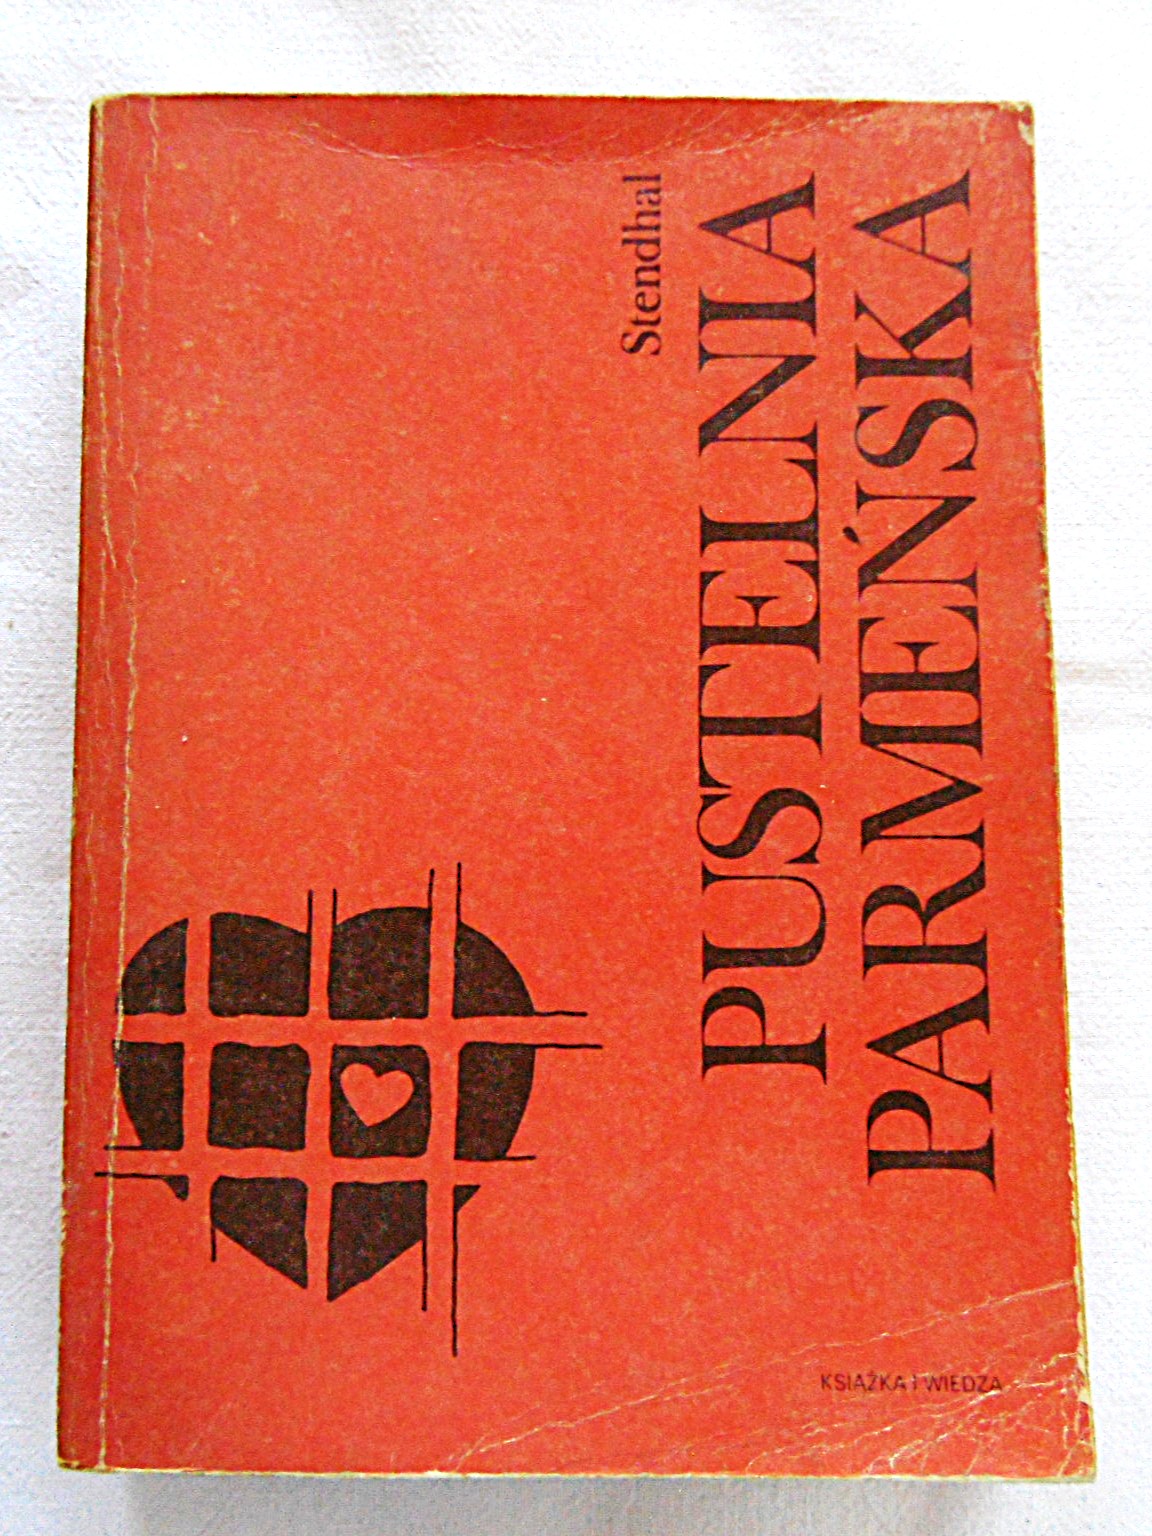 Stendhal
PUSTELNIA
PARMEŃSKA
KSIĄŻKA I WIEDZA